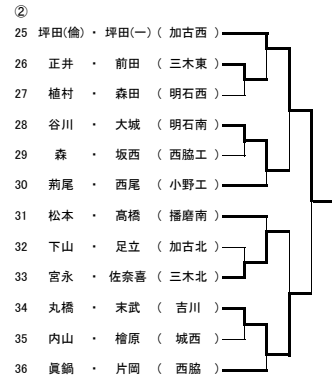 ②
25 坪田(倫)・坪田(一)(加古西)
26 正井・前田(三木東)
27 植村・森田(明石西)
28 谷川・大城(明石南)
29 森・坂西(西脇工)
30 荊尾・西尾(小野工)
31 松本・髙橋(播磨南)
32 下山・足立(加古北)
33 宮永・佐奈喜(三木北)
34 丸橋・末武(吉川)
35 内山・檜原(城西)
36 眞鍋・片岡(西脇)